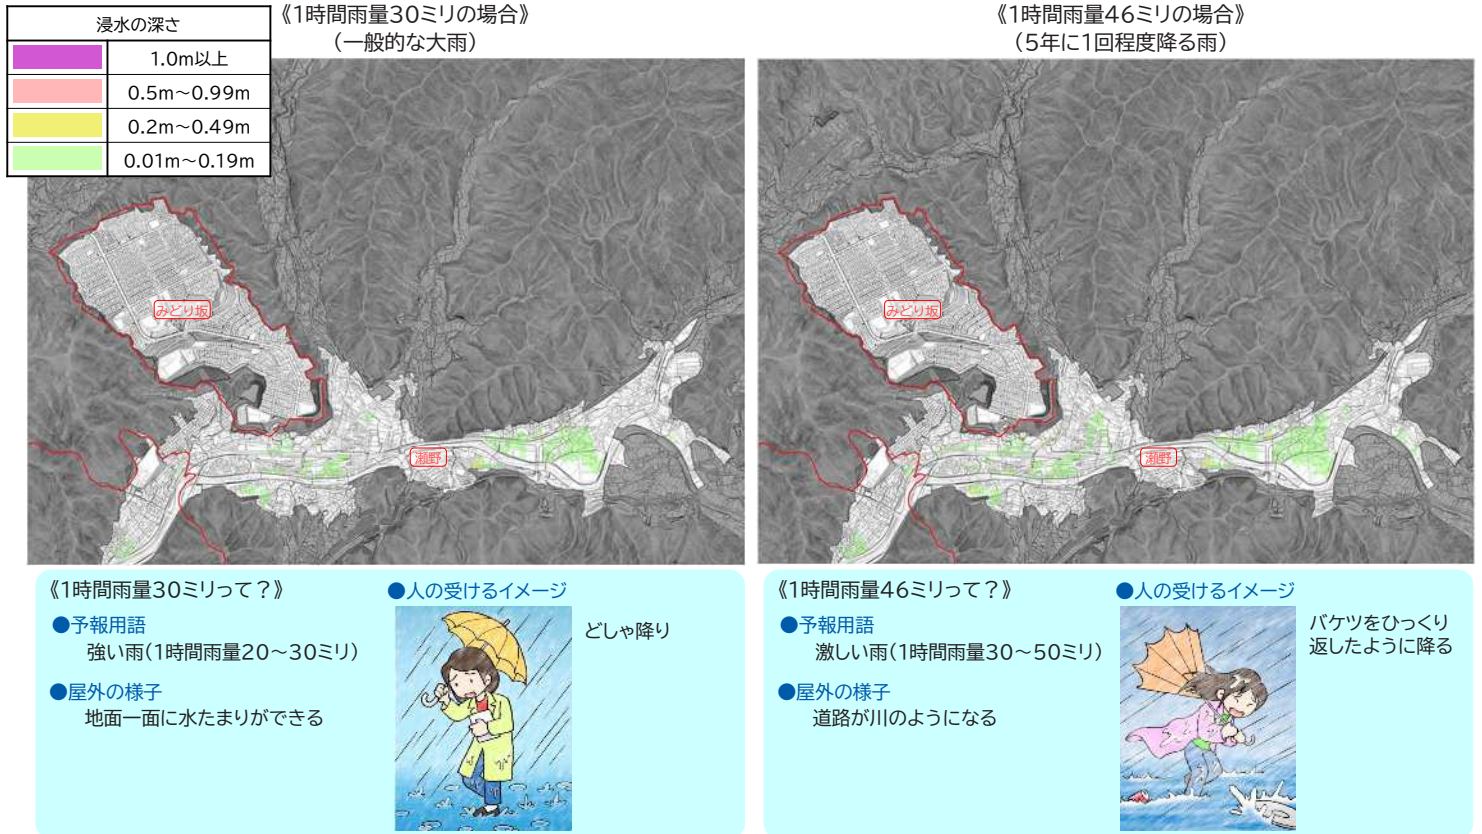 浸水の深さ
1.0m以上
0.5m～0.99m
0.2m～0.49m
0.01m～0.19m
《1時間雨量30ミリの場合》
（一般的な大雨）
みどり坂
瀬野
《1時間雨量46ミリの場合》
（5年に1回程度降る雨）
みどり坂
瀬野
《1時間雨量30ミリって？》
●予報用語
強い雨（1時間雨量20～30ミリ）
●屋外の様子
地面一面に水たまりができる
●人の受けるイメージ
どしゃ降り
《1時間雨量46ミリって？》
●予報用語
激しい雨（1時間雨量30～50ミリ）
●屋外の様子
道路が川のようになる
●人の受けるイメージ
バケツをひっくり
返したように降る